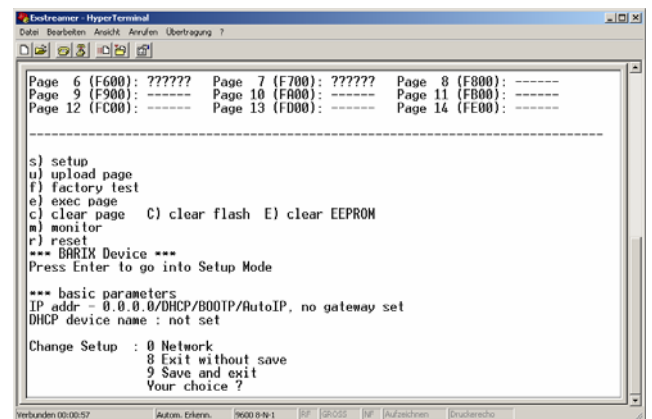 Exstreamer - HyperTerminal
Datei Bearbeiten Ansicht Anrufen Übertragung ?
Page 6 (F600): ?????? Page 7 (F700): ?????? Page 8 (F800): ------
Page 9 (F900): ------ Page 10 (FA00): ------ Page 11 (FB00): ------
Page 12 (FC00): ------ Page 13 (FD00): ------ Page 14 (FE00): ------
--------------------------------------------------------------------------------
s) setup
u) upload page
f) factory test
e) exec page
c) clear page C) clear flash E) clear EEPROM
m) monitor
r) reset
*** BARIX Device ***
Press Enter to go into Setup Mode
*** basic parameters
IP addr - 0.0.0.0/DHCP/BOOTP/AutoIP, no gateway set
DHCP device name : not set
Change Setup : 0 Network
8 Exit without save
9 Save and exit
Your choice ?
Verbunden 00:00:57 Autom. Erkenn. 9600 8-N-1 RF GROSS NF Aufzeichnen Druckerecho